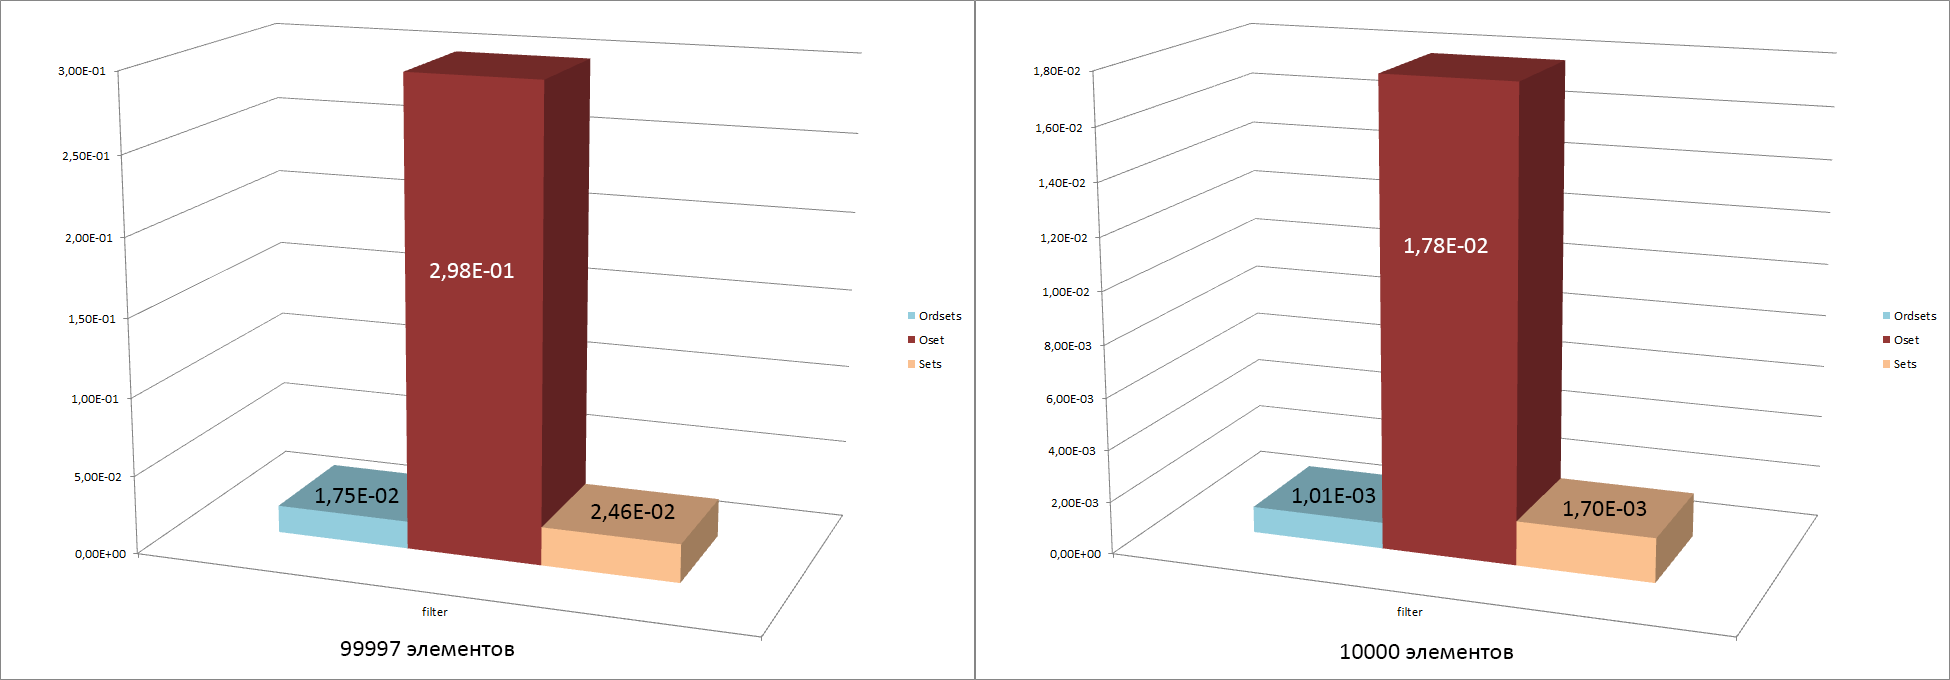 3,00E-01
2,50E-01
2,00E-01
1,50E-01
1,00E-01
5,00E-02
0,00E+00
2,98E-01
1,75E-02
2,46E-02
Ordsets
Oset
Sets
filter
99997 элементов
1,80E-02
1,60E-02
1,40E-02
1,20E-02
1,00E-02
8,00E-03
6,00E-03
4,00E-03
2,00E-03
0,00E+00
1,78E-02
1,01E-03
1,70E-03
Ordsets
Oset
Sets
filter
10000 элементов